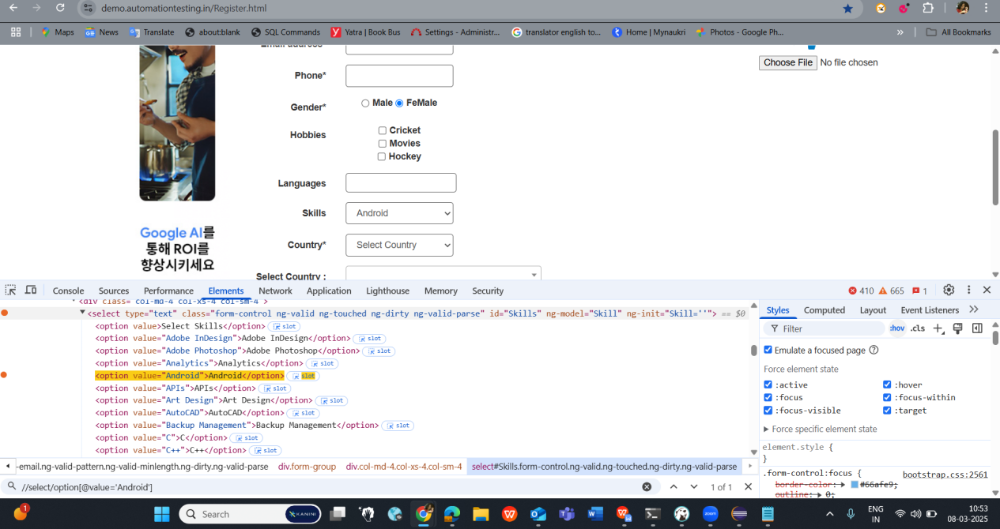 demo.automationtesting.in/Register.html
Maps News Translate about:blank SQL Commands Yatra | Book Bus Settings - Administr... translator english to... Home | Mynaukri Photos - Google Ph... » All Bookmarks
Email address
Choose File No file chosen
Phone*
Gender* Male FeMale
Hobbies
Cricket
Movies
Hockey
Languages
Skills Android
Country* Select Country
Select Country :
Google AI를
통해 ROI를
향상시키세요
Console Sources Performance Elements Network Application Lighthouse Memory Security 410 665 1
<div class="col-md-4 col-xs-4 col-sm-4">
<select type="text" class="form-control ng-valid ng-touched ng-dirty ng-valid-parse" id="Skills" ng-model="Skill" ng-init="Skill=''"> == $0
<option value>Select Skills</option> slot
<option value="Adobe InDesign">Adobe InDesign</option> slot
<option value="Adobe Photoshop">Adobe Photoshop</option> slot
<option value="Analytics">Analytics</option> slot
<option value="Android">Android</option> slot
<option value="APIs">APIs</option> slot
<option value="Art Design">Art Design</option> slot
<option value="AutoCAD">AutoCAD</option> slot
<option value="Backup Management">Backup Management</option> slot
<option value="C">C</option> slot
<option value="C++">C++</option> slot
-email.ng-valid-pattern.ng-valid-minlength.ng-dirty.ng-valid-parse div.form-group div.col-md-4.col-xs-4.col-sm-4 select#Skills.form-control.ng-valid.ng-touched.ng-dirty.ng-valid-parse
//select/option[@value='Android'] 1 of 1
Styles Computed Layout Event Listeners
Filter :hov .cls
Emulate a focused page
Force element state
:active :hover
:focus :focus-within
:focus-visible :target
Force specific element state
element.style {
}
.form-control:focus { bootstrap.css:2561
border-color: #66afe9;
outline: 0;
1 Search KANINI zoom ENG IN 10:53 08-03-2025